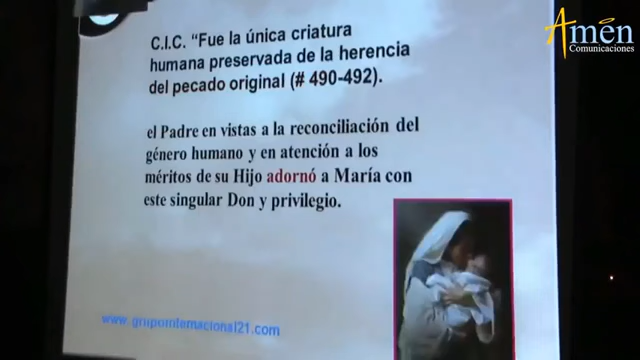 Amén
Comunicaciones
C.I.C. “Fue la única criatura
humana preservada de la herencia
del pecado original (# 490-492).
el Padre en vistas a la reconciliación del
género humano y en atención a los
méritos de su Hijo adornó a María con
este singular Don y privilegio.
www.grupointernacional21.com